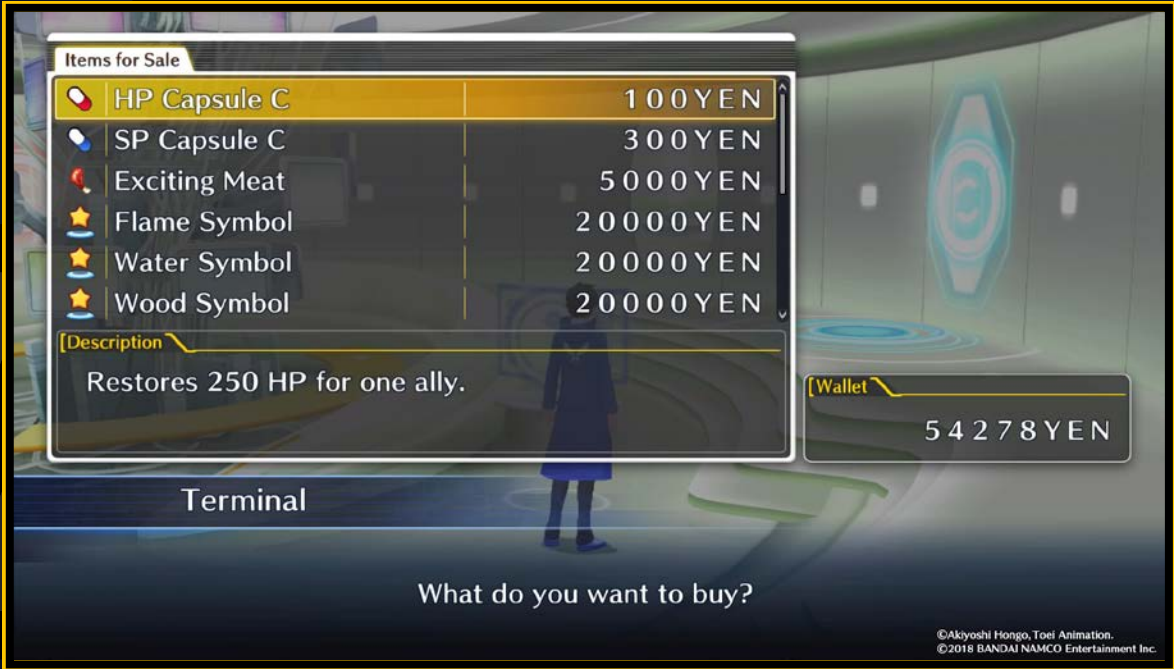 Items for Sale
HP Capsule C 100YEN
SP Capsule C 300YEN
Exciting Meat 5000YEN
Flame Symbol 20000YEN
Water Symbol 20000YEN
Wood Symbol 20000YEN
[Description
Restores 250 HP for one ally.
[Wallet
54278YEN
Terminal
What do you want to buy?
©Akiyoshi Hongo, Toei Animation.
©2018 BANDAI NAMCO Entertainment Inc.